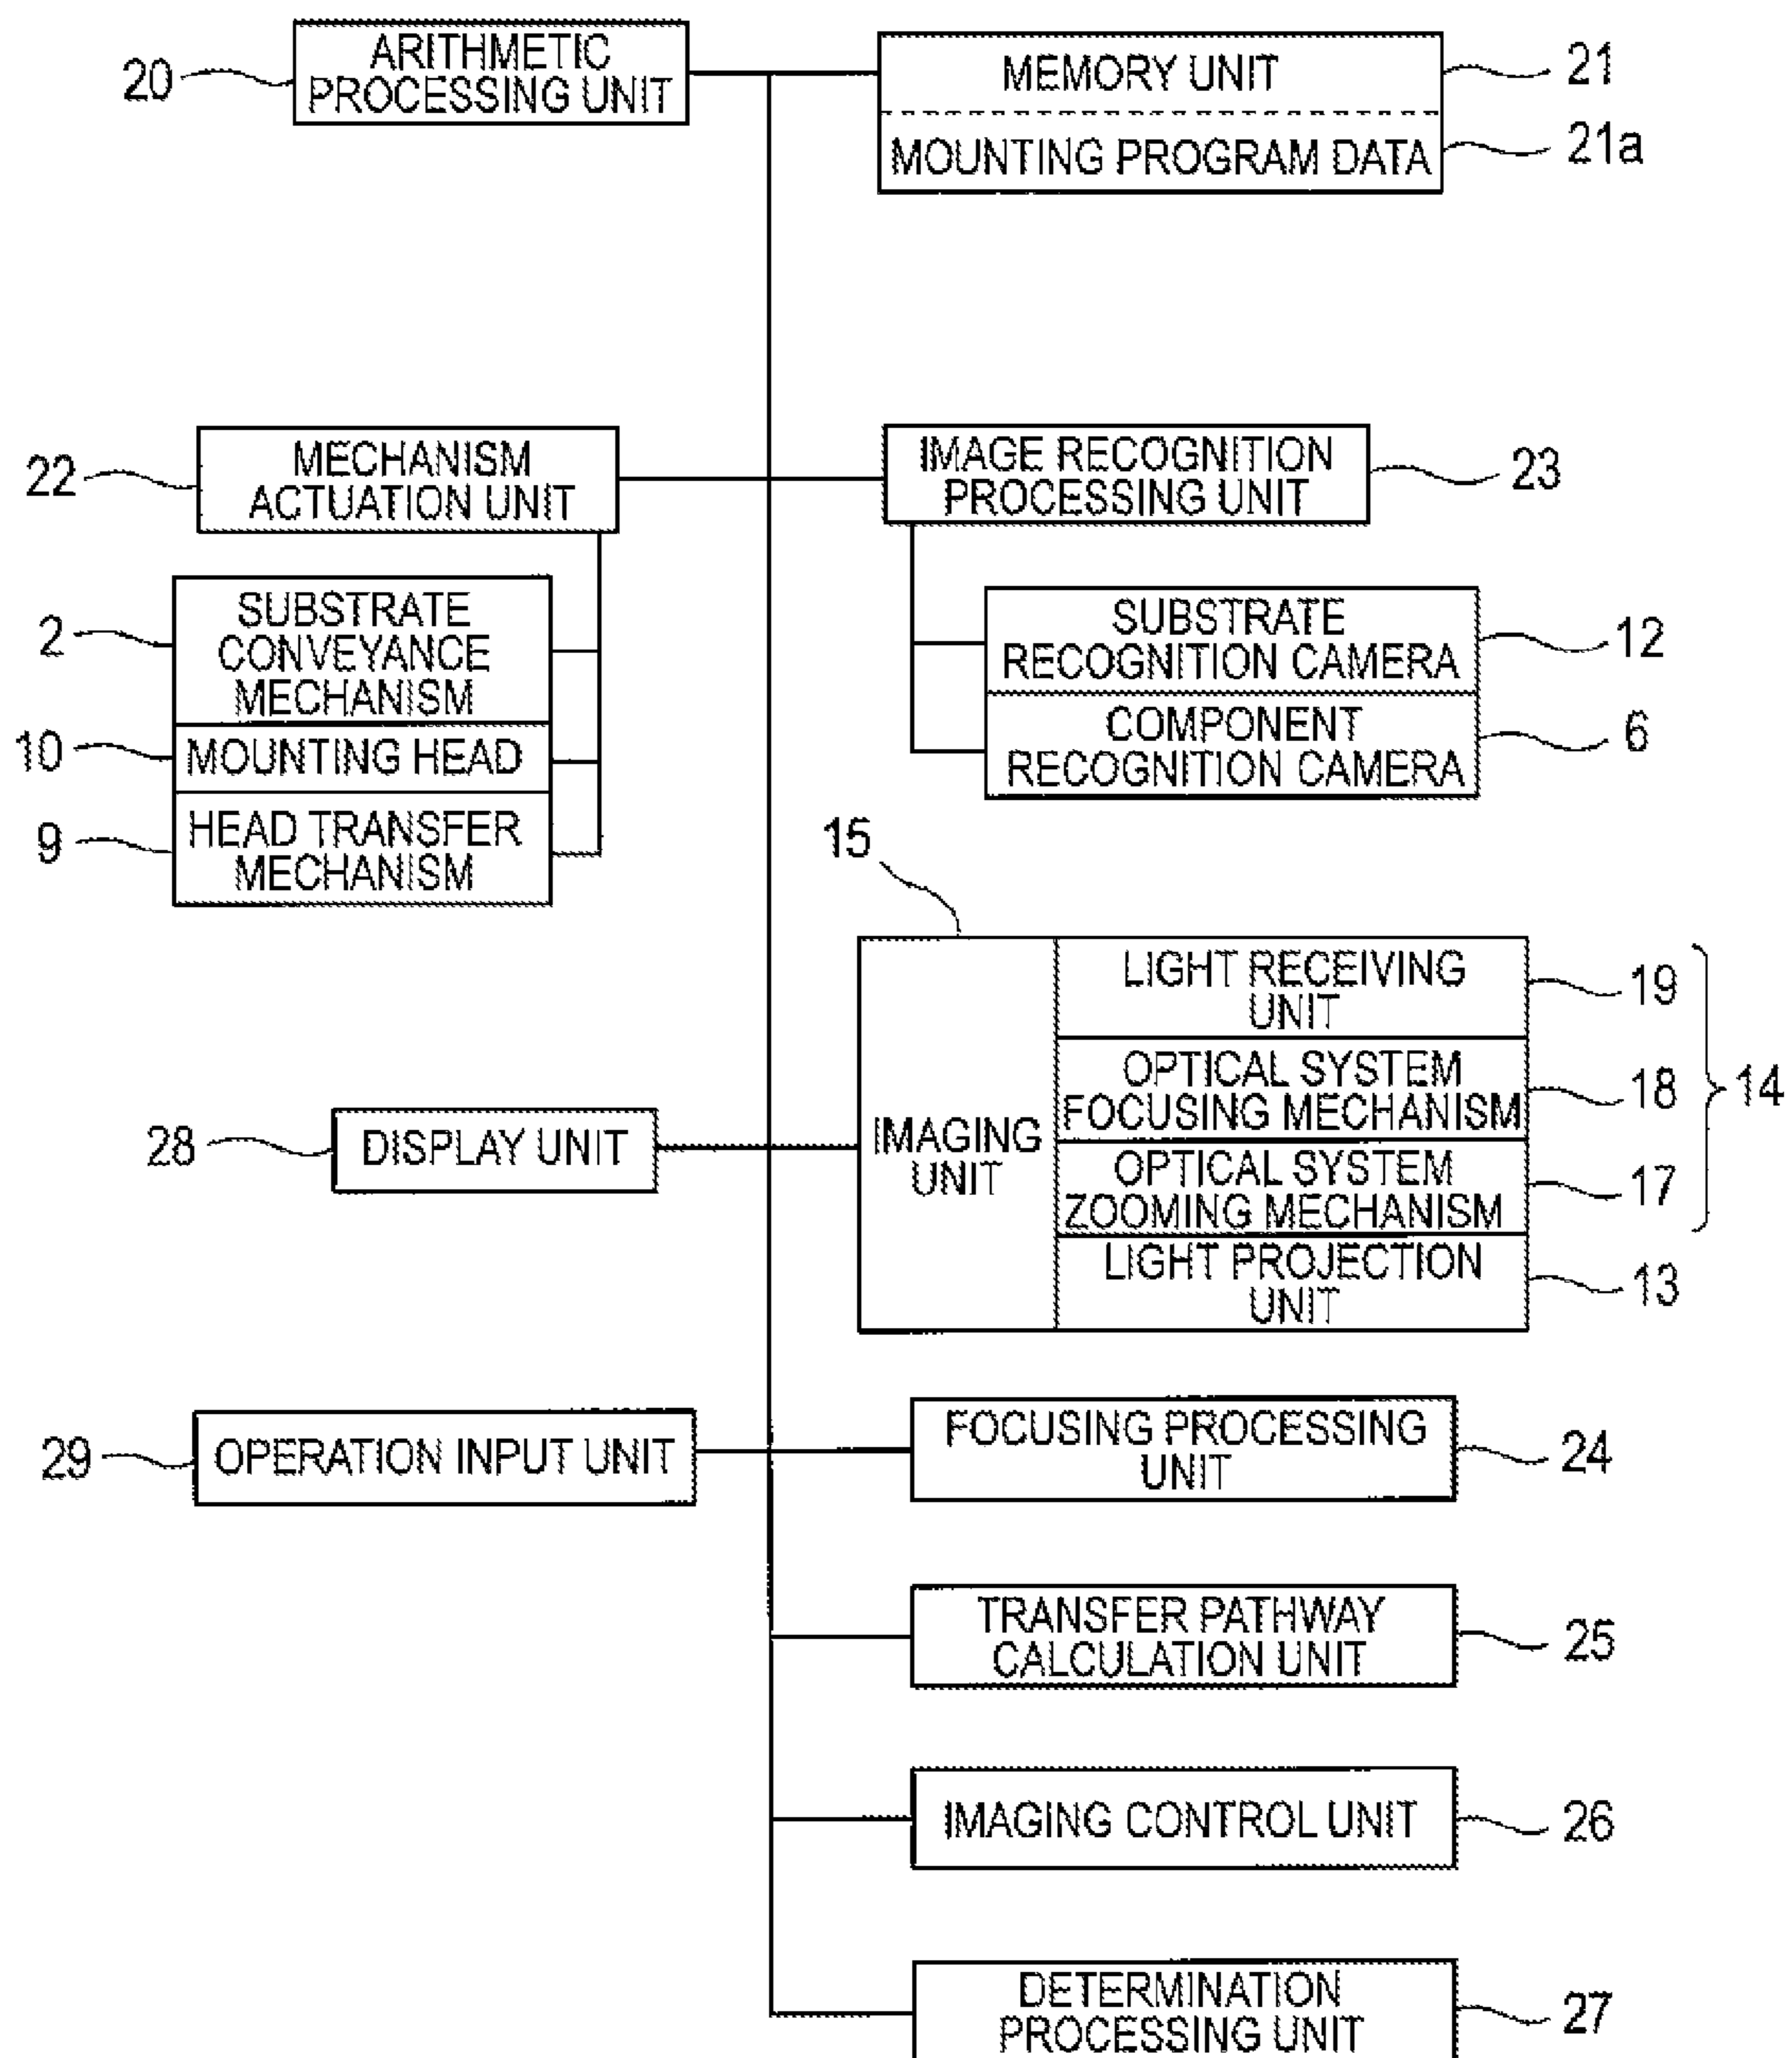 20
ARITHMETIC
PROCESSING UNIT
MEMORY UNIT
21
MOUNTING PROGRAM DATA
21a
22
MECHANISM
ACTUATION UNIT
IMAGE RECOGNITION
PROCESSING UNIT
23
2
SUBSTRATE
CONVEYANCE
MECHANISM
10
MOUNTING HEAD
9
HEAD TRANSFER
MECHANISM
SUBSTRATE
RECOGNITION CAMERA
12
COMPONENT
RECOGNITION CAMERA
6
15
IMAGING
UNIT
LIGHT RECEIVING
UNIT
19
OPTICAL SYSTEM
FOCUSING MECHANISM
18
OPTICAL SYSTEM
ZOOMING MECHANISM
17
14
LIGHT PROJECTION
UNIT
13
28
DISPLAY UNIT
29
OPERATION INPUT UNIT
FOCUSING PROCESSING
UNIT
24
TRANSFER PATHWAY
CALCULATION UNIT
25
IMAGING CONTROL UNIT
26
DETERMINATION
PROCESSING UNIT
27